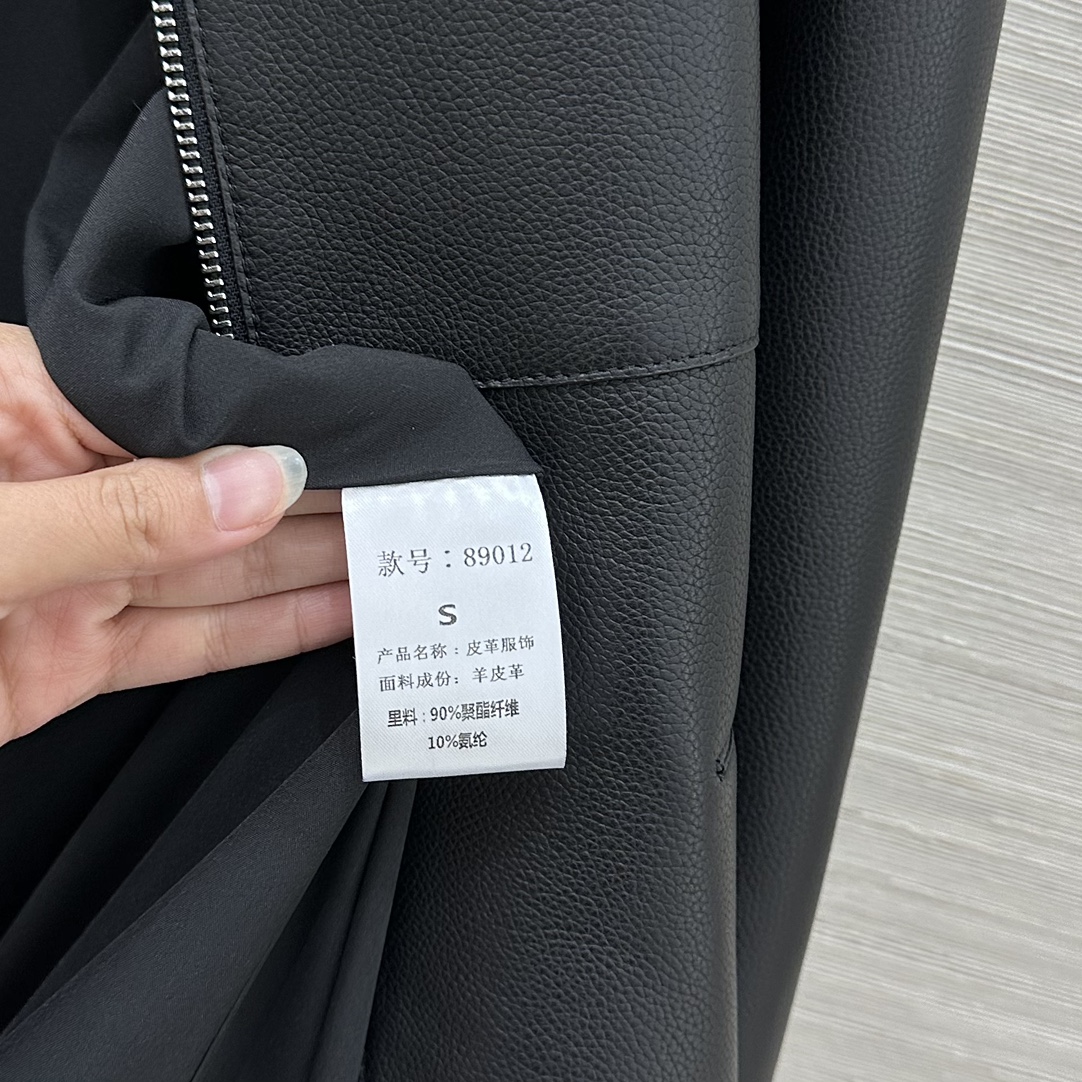 款号：89012
S
产品名称：皮革服饰
面料成份：羊皮革
里料：90%聚酯纤维
10%氨纶